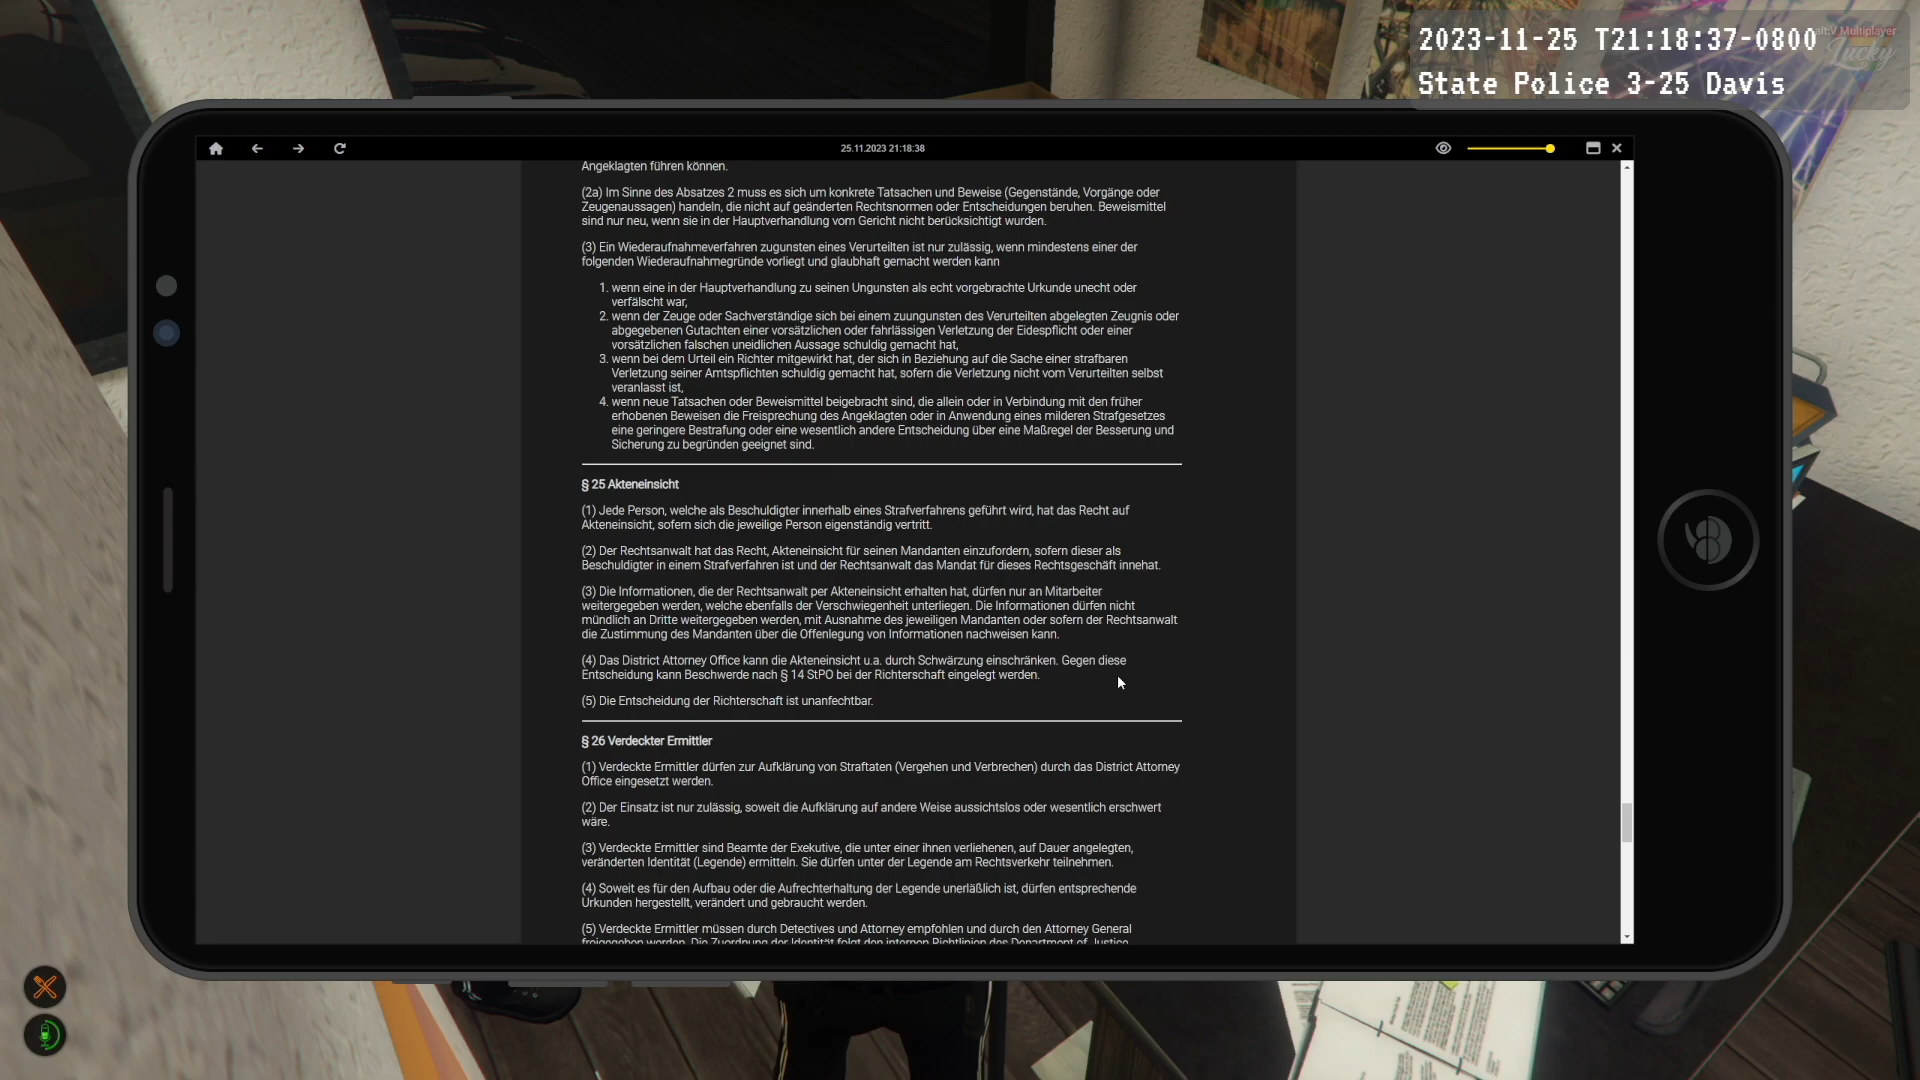 2023-11-25 T21:18:37-0800
alt:V Multiplayer
Lucky
State Police 3-25 Davis
25.11.2023 21:18:38
Angeklagten führen können.
(2a) Im Sinne des Absatzes 2 muss es sich um konkrete Tatsachen und Beweise (Gegenstände, Vorgänge oder
Zeugenaussagen) handeln, die nicht auf geänderten Rechtsnormen oder Entscheidungen beruhen. Beweismittel
sind nur neu, wenn sie in der Hauptverhandlung vom Gericht nicht berücksichtigt wurden.
(3) Ein Wiederaufnahmeverfahren zugunsten eines Verurteilten ist nur zulässig, wenn mindestens einer der
folgenden Wiederaufnahmegründe vorliegt und glaubhaft gemacht werden kann
1. wenn eine in der Hauptverhandlung zu seinen Ungunsten als echt vorgebrachte Urkunde unecht oder
verfälscht war,
2. wenn der Zeuge oder Sachverständige sich bei einem zuungunsten des Verurteilten abgelegten Zeugnis oder
abgegebenen Gutachten einer vorsätzlichen oder fahrlässigen Verletzung der Eidespflicht oder einer
vorsätzlichen falschen uneidlichen Aussage schuldig gemacht hat,
3. wenn bei dem Urteil ein Richter mitgewirkt hat, der sich in Beziehung auf die Sache einer strafbaren
Verletzung seiner Amtspflichten schuldig gemacht hat, sofern die Verletzung nicht vom Verurteilten selbst
veranlasst ist,
4. wenn neue Tatsachen oder Beweismittel beigebracht sind, die allein oder in Verbindung mit den früher
erhobenen Beweisen die Freisprechung des Angeklagten oder in Anwendung eines milderen Strafgesetzes
eine geringere Bestrafung oder eine wesentlich andere Entscheidung über eine Maßregel der Besserung und
Sicherung zu begründen geeignet sind.
§ 25 Akteneinsicht
(1) Jede Person, welche als Beschuldigter innerhalb eines Strafverfahrens geführt wird, hat das Recht auf
Akteneinsicht, sofern sich die jeweilige Person eigenständig vertritt.
(2) Der Rechtsanwalt hat das Recht, Akteneinsicht für seinen Mandanten einzufordern, sofern dieser als
Beschuldigter in einem Strafverfahren ist und der Rechtsanwalt das Mandat für dieses Rechtsgeschäft innehat.
(3) Die Informationen, die der Rechtsanwalt per Akteneinsicht erhalten hat, dürfen nur an Mitarbeiter
weitergegeben werden, welche ebenfalls der Verschwiegenheit unterliegen. Die Informationen dürfen nicht
mündlich an Dritte weitergegeben werden, mit Ausnahme des jeweiligen Mandanten oder sofern der Rechtsanwalt
die Zustimmung des Mandanten über die Offenlegung von Informationen nachweisen kann.
(4) Das District Attorney Office kann die Akteneinsicht u.a. durch Schwärzung einschränken. Gegen diese
Entscheidung kann Beschwerde nach § 14 StPO bei der Richterschaft eingelegt werden.
(5) Die Entscheidung der Richterschaft ist unanfechtbar.
§ 26 Verdeckter Ermittler
(1) Verdeckte Ermittler dürfen zur Aufklärung von Straftaten (Vergehen und Verbrechen) durch das District Attorney
Office eingesetzt werden.
(2) Der Einsatz ist nur zulässig, soweit die Aufklärung auf andere Weise aussichtslos oder wesentlich erschwert
wäre.
(3) Verdeckte Ermittler sind Beamte der Exekutive, die unter einer ihnen verliehenen, auf Dauer angelegten,
veränderten Identität (Legende) ermitteln. Sie dürfen unter der Legende am Rechtsverkehr teilnehmen.
(4) Soweit es für den Aufbau oder die Aufrechterhaltung der Legende unerläßlich ist, dürfen entsprechende
Urkunden hergestellt, verändert und gebraucht werden.
(5) Verdeckte Ermittler müssen durch Detectives und Attorney empfohlen und durch den Attorney General
freigegeben werden. Die Zuordnung der Identität folgt den internen Richtlinien des Department of Justice